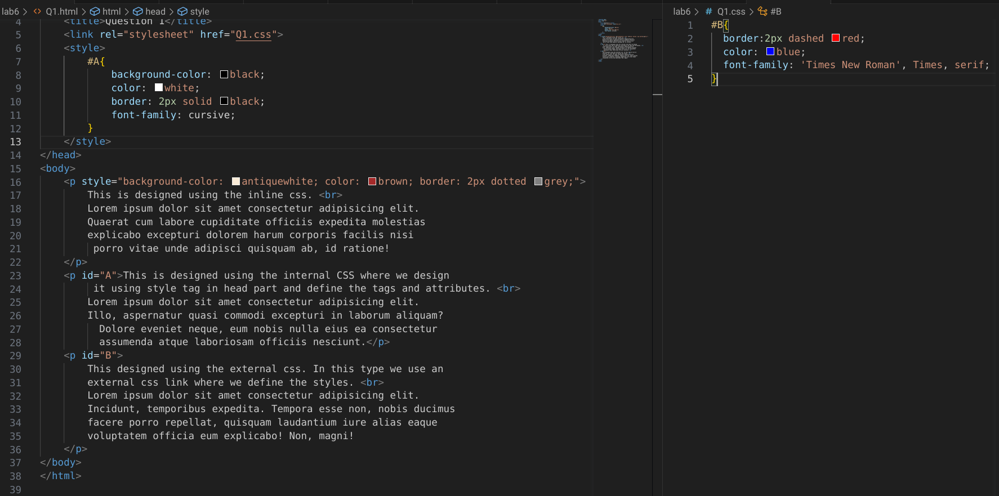 lab6 > Q1.html > html > head > style
4 <title>Question 1</title>
5 <link rel="stylesheet" href="Q1.css">
6 <style>
7 #A{
8 background-color: black;
9 color: white;
10 border: 2px solid black;
11 font-family: cursive;
12 }
13 </style>
14 </head>
15 <body>
16 <p style="background-color: antiquewhite; color: brown; border: 2px dotted grey;">
17 This is designed using the inline css. <br>
18 Lorem ipsum dolor sit amet consectetur adipisicing elit.
19 Quaerat cum labore cupiditate officiis expedita molestias
20 explicabo excepturi dolorem harum corporis facilis nisi
21 porro vitae unde adipisci quisquam ab, id ratione!
22 </p>
23 <p id="A">This is designed using the internal CSS where we design
24 it using style tag in head part and define the tags and attributes. <br>
25 Lorem ipsum dolor sit amet consectetur adipisicing elit.
26 Illo, aspernatur quasi commodi excepturi in laborum aliquam?
27 Dolore eveniet neque, eum nobis nulla eius ea consectetur
28 assumenda atque laboriosam officiis nesciunt.</p>
29 <p id="B">
30 This designed using the external css. In this type we use an
31 external css link where we define the styles. <br>
32 Lorem ipsum dolor sit amet consectetur adipisicing elit.
33 Incidunt, temporibus expedita. Tempora esse non, nobis ducimus
34 facere porro repellat, quisquam laudantium iure alias eaque
35 voluptatem officia eum explicabo! Non, magni!
36 </p>
37 </body>
38 </html>
39
lab6 > # Q1.css > #B
1 #B{
2 border:2px dashed red;
3 color: blue;
4 font-family: 'Times New Roman', Times, serif;
5 }